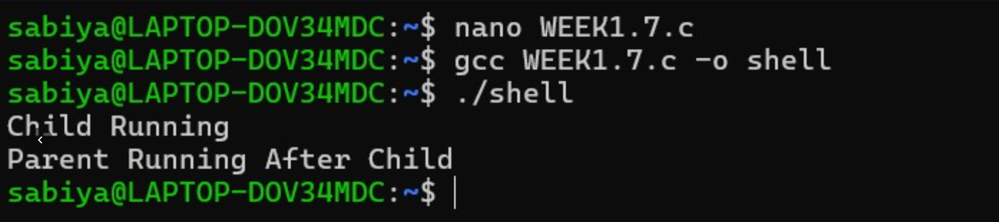 sabiya@LAPTOP-DOV34MDC:~$ nano WEEK1.7.c
sabiya@LAPTOP-DOV34MDC:~$ gcc WEEK1.7.c -o shell
sabiya@LAPTOP-DOV34MDC:~$ ./shell
Child Running
Parent Running After Child
sabiya@LAPTOP-DOV34MDC:~$